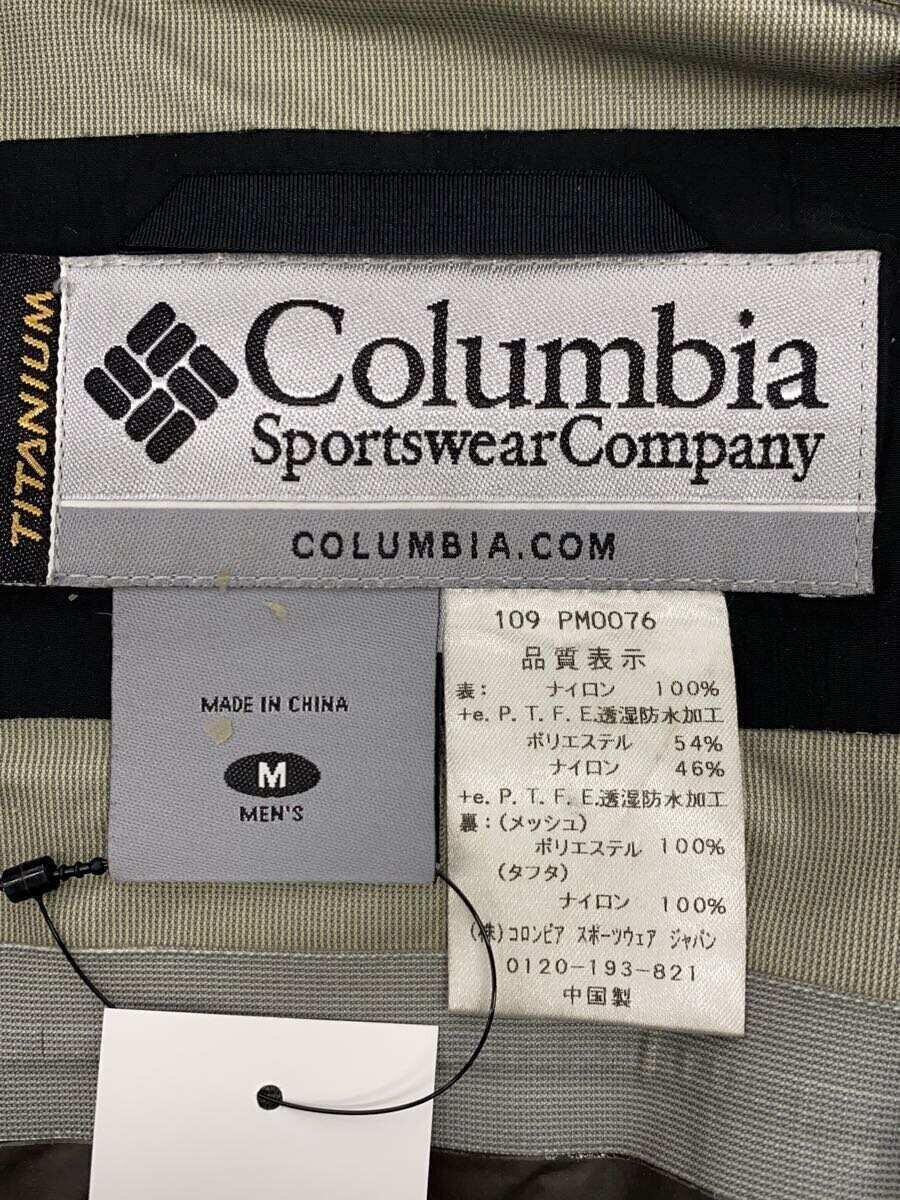 TITANIUM
Columbia
Sportswear Company
COLUMBIA.COM
MADE IN CHINA
M
MEN'S
109 PM0076
品質表示
表: ナイロン 100%
+e.P.T.F.E.透湿防水加工
ポリエステル 54%
ナイロン 46%
+e.P.T.F.E.透湿防水加工
裏:(メッシュ)
ポリエステル 100%
(タフタ)
ナイロン 100%
(株)コロンビア スポーツウェア ジャパン
0120-193-821
中国製